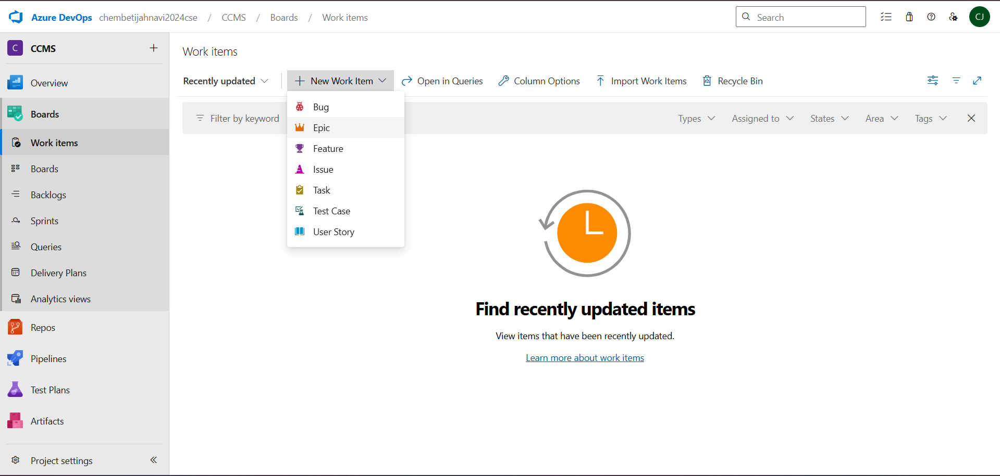 Azure DevOps chembetijahnavi2024cse / CCMS / Boards / Work items
Search
CJ
C CCMS
Overview
Boards
Work items
Boards
Backlogs
Sprints
Queries
Delivery Plans
Analytics views
Repos
Pipelines
Test Plans
Artifacts
Project settings
Work items
Recently updated
New Work Item
Open in Queries
Column Options
Import Work Items
Recycle Bin
Bug
Epic
Feature
Issue
Task
Test Case
User Story
Filter by keyword
Types
Assigned to
States
Area
Tags
Find recently updated items
View items that have been recently updated.
Learn more about work items